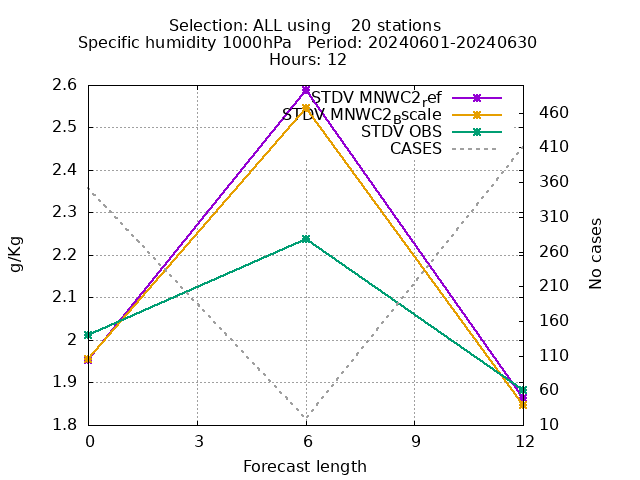 Selection: ALL using    20 stations
Specific humidity 1000hPa   Period: 20240601-20240630
Hours: 12
STDV MNWC2ref
STDV MNWC2Bscale
STDV OBS
CASES
g/Kg
2.6
2.5
2.4
2.3
2.2
2.1
2
1.9
1.8
460
410
360
310
260
210
160
110
60
10
No cases
0 3 6 9 12
Forecast length